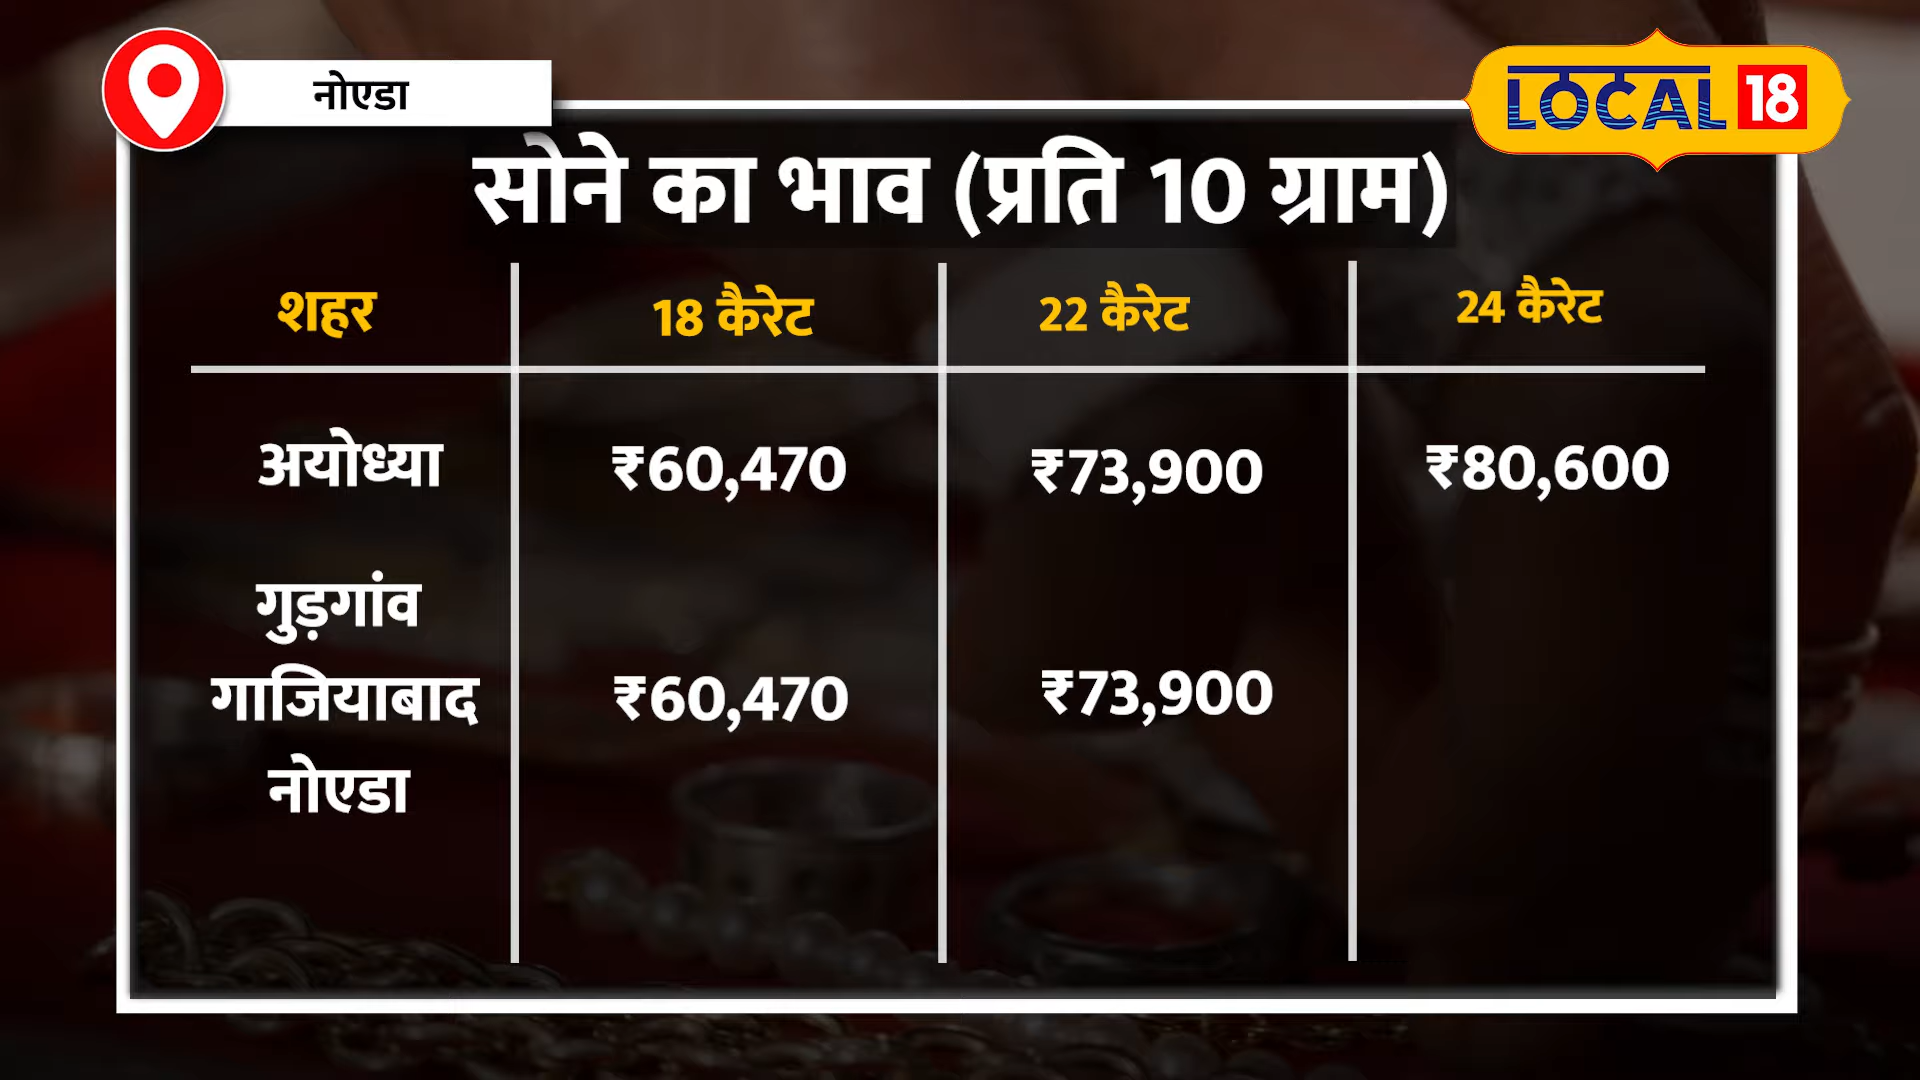 नोएडा
LOCAL 18
सोने का भाव (प्रति 10 ग्राम)
शहर 18 कैरेट 22 कैरेट 24 कैरेट
अयोध्या ₹60,470 ₹73,900 ₹80,600
गुड़गांव
गाजियाबाद ₹60,470 ₹73,900
नोएडा